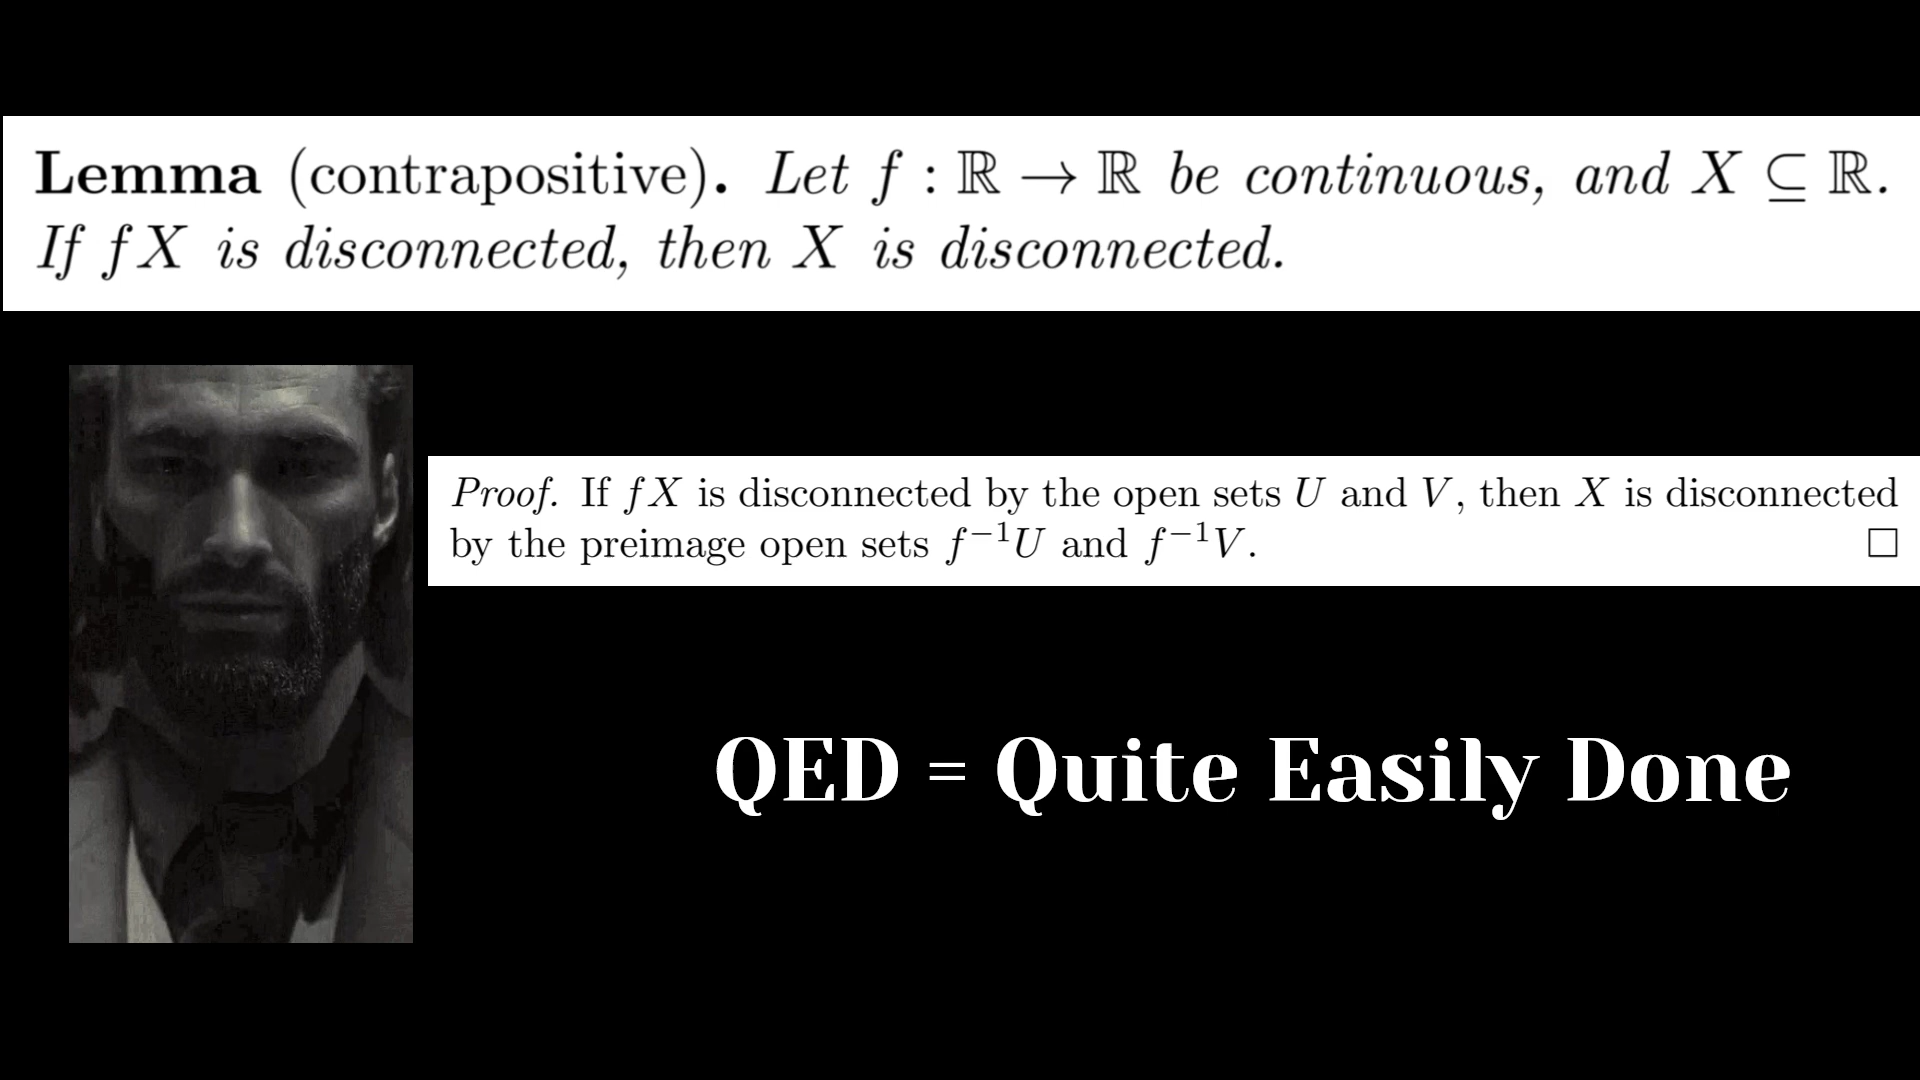 Lemma (contrapositive). Let f : ℝ → ℝ be continuous, and X ⊆ ℝ.
If fX is disconnected, then X is disconnected.
Proof. If fX is disconnected by the open sets U and V, then X is disconnected
by the preimage open sets f⁻¹U and f⁻¹V. □
QED = Quite Easily Done